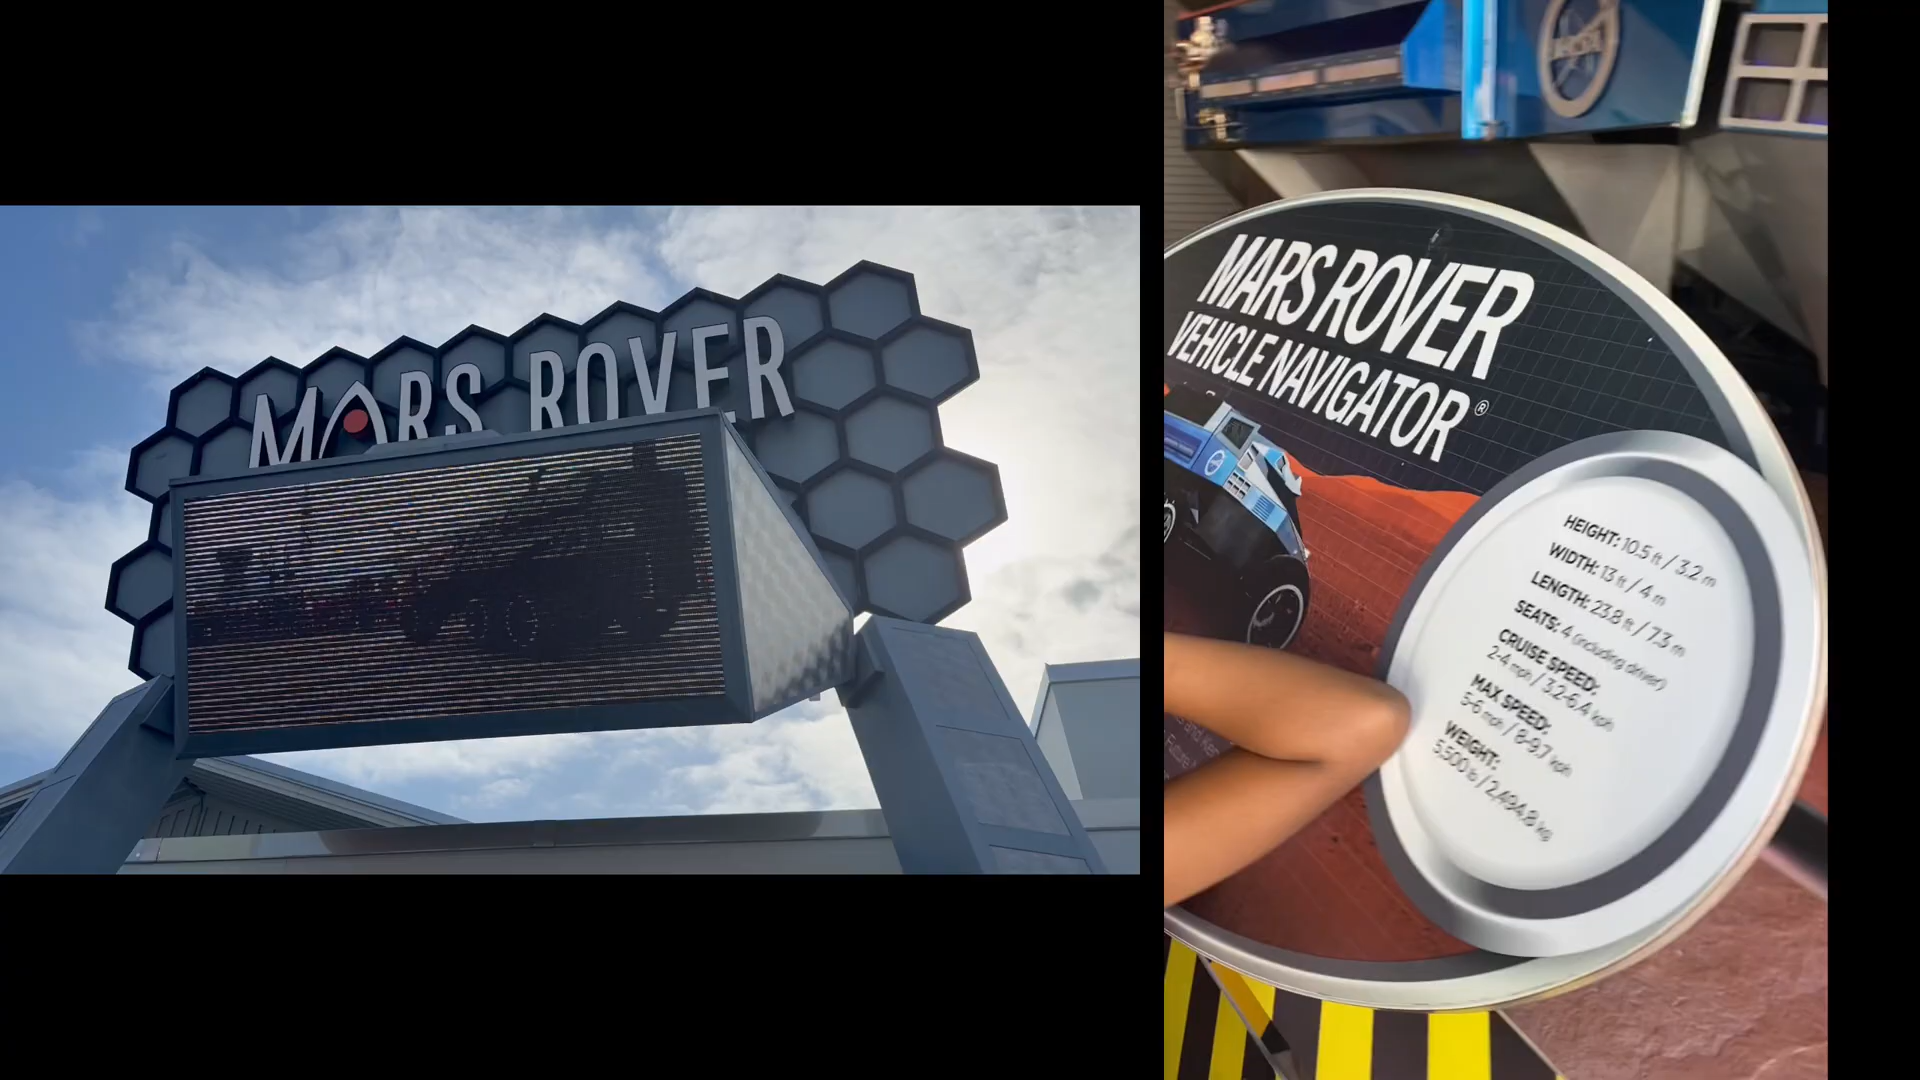 MARS ROVER
MARS ROVER
VEHICLE NAVIGATOR®
HEIGHT: 10.5 ft / 3.2 m
WIDTH: 13 ft / 4 m
LENGTH: 23.8 ft / 7.3 m
SEATS: 4 (including driver)
CRUISE SPEED:
2-4 mph / 3.2-6.4 kph
MAX SPEED:
5-6 mph / 8-9.7 kph
WEIGHT:
5,500 lb / 2,494.8 kg